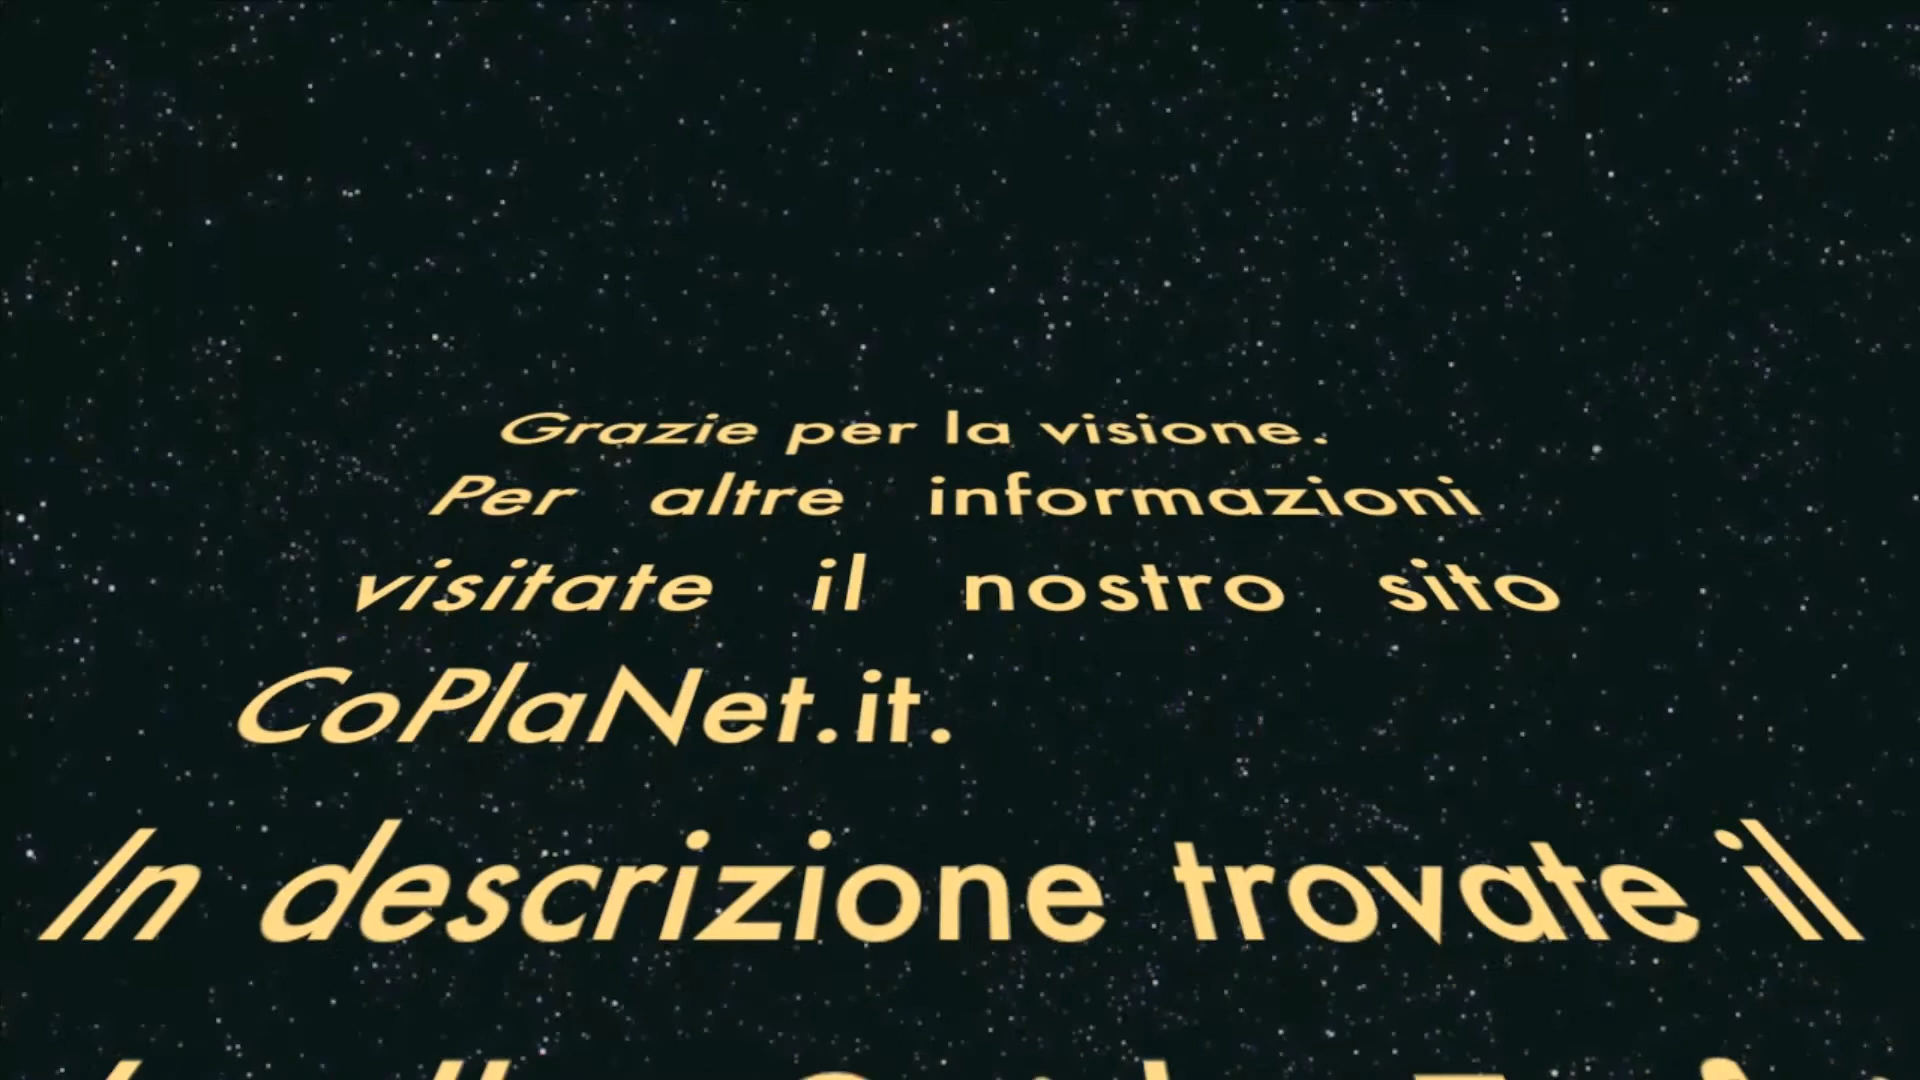 Grazie per la visione.
Per altre informazioni
visitate il nostro sito
CoPlaNet.it.
In descrizione trovate il